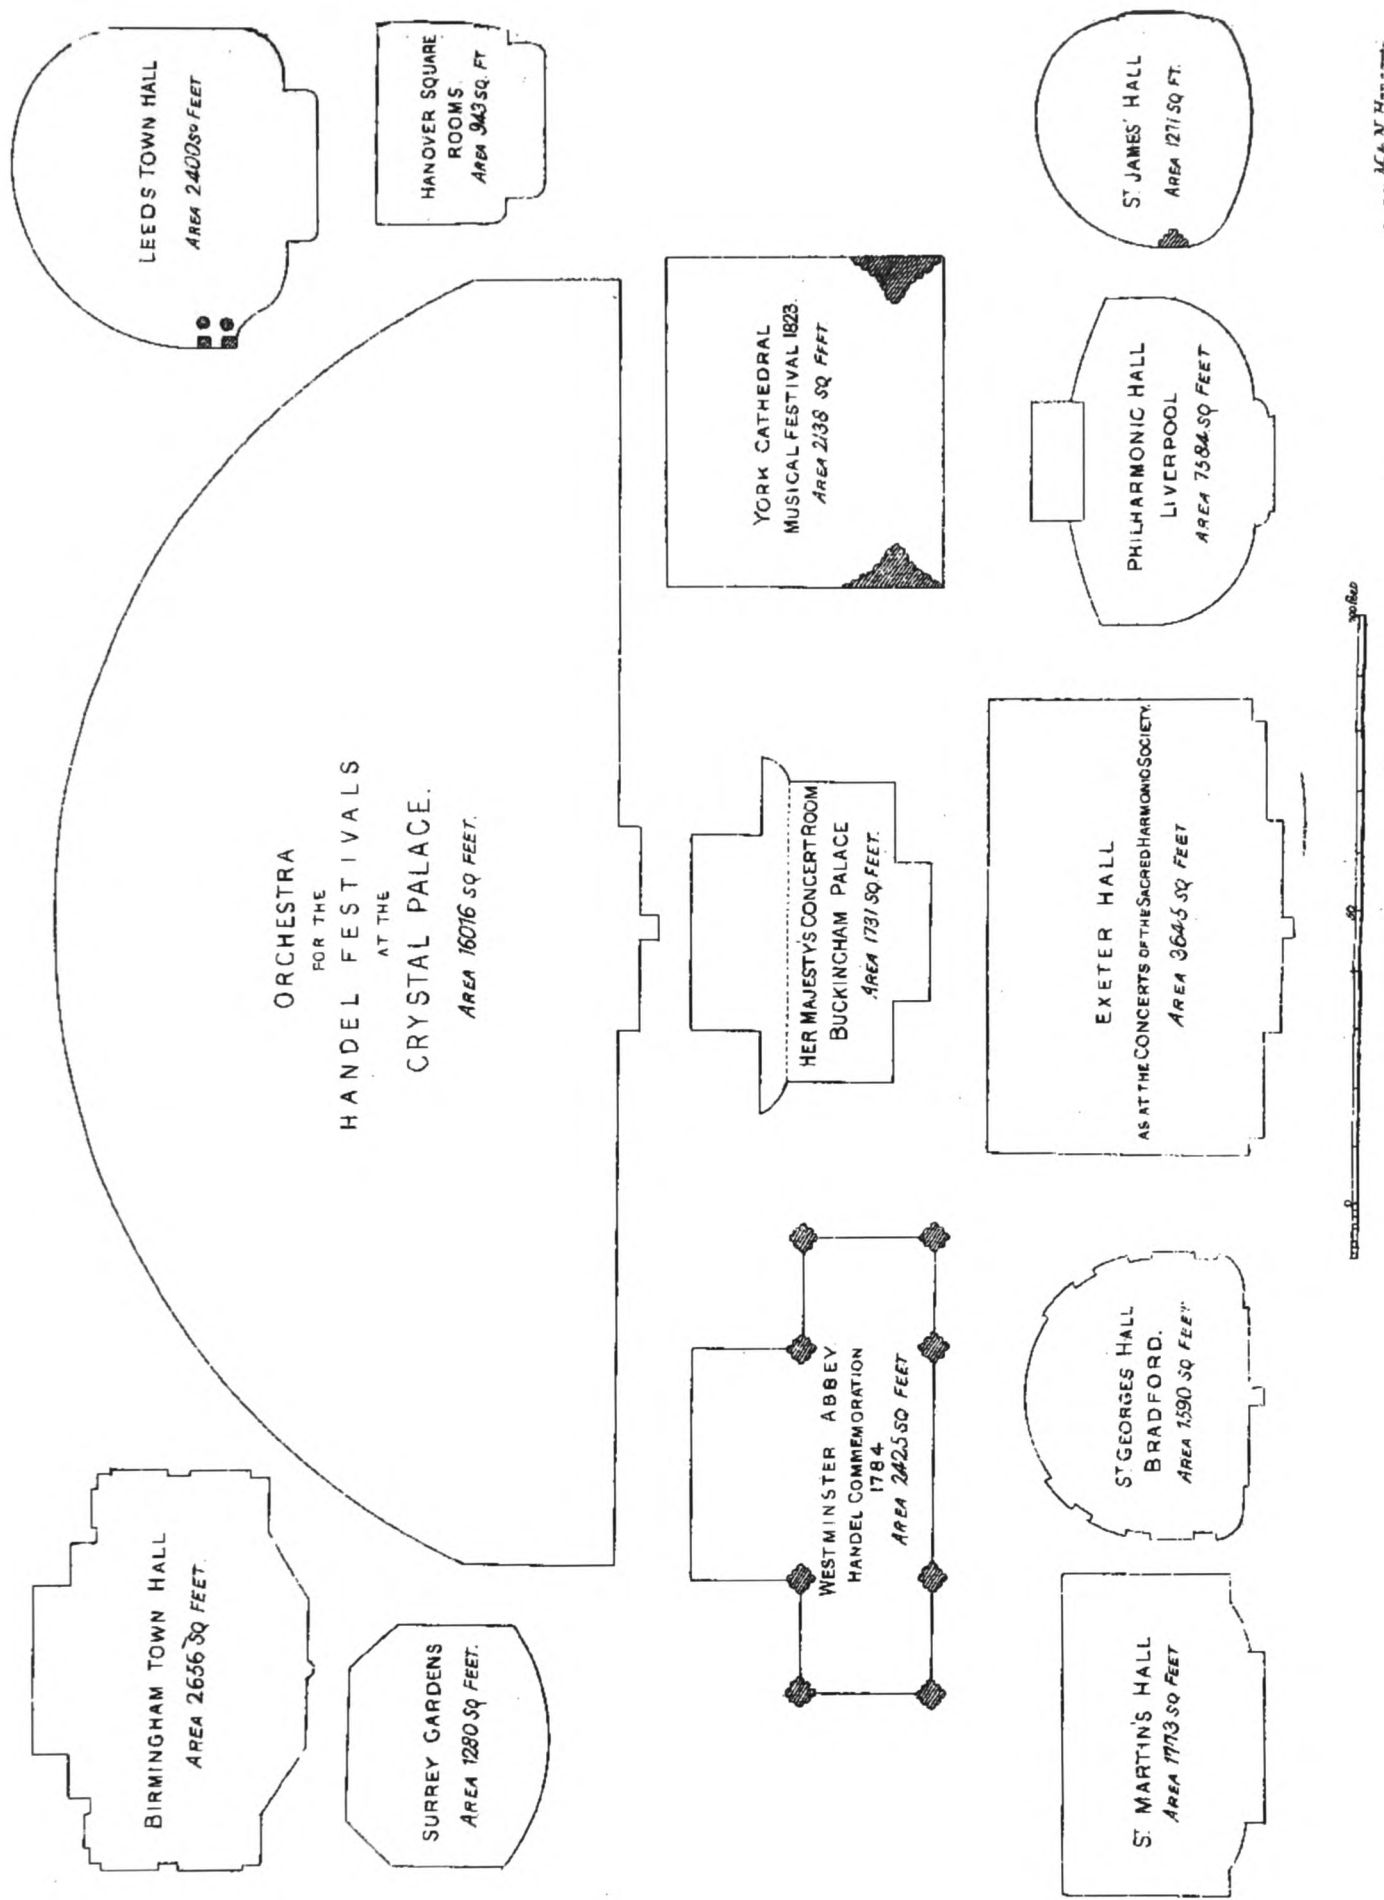 BIRMINGHAM TOWN HALL
AREA 2656 SQ FEET.
ORCHESTRA
FOR THE
HANDEL FESTIVALS
AT THE
CRYSTAL PALACE.
AREA 16016 SQ FEET.
LEEDS TOWN HALL
AREA 2400 SQ FEET
SURREY GARDENS
AREA 1280 SQ FEET.
HANOVER SQUARE
ROOMS
AREA 943 SQ. FT
WESTMINSTER ABBEY
HANDEL COMMEMORATION
1784
AREA 2425 SQ FEET
HER MAJESTY'S CONCERT ROOM
BUCKINGHAM PALACE
AREA 1731 SQ. FEET.
YORK CATHEDRAL
MUSICAL FESTIVAL 1823.
AREA 2138 SQ FEET
ST MARTIN'S HALL
AREA 1773 SQ FEET
ST GEORGES HALL
BRADFORD.
AREA 1590 SQ FEET
EXETER HALL
AS AT THE CONCERTS OF THE SACRED HARMONIC SOCIETY.
AREA 3645 SQ FEET
PHILHARMONIC HALL
LIVERPOOL
AREA 1584 SQ FEET
ST JAMES' HALL
AREA 1271 SQ FT.
0 50 100 Feet